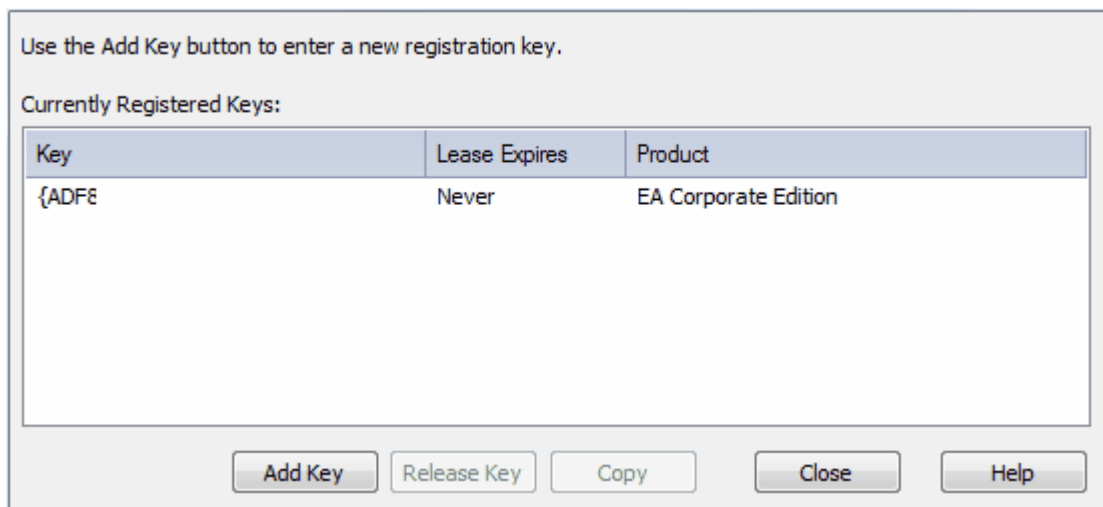 Use the Add Key button to enter a new registration key.
Currently Registered Keys:
Key Lease Expires Product
{ADF8 Never EA Corporate Edition
Add Key Release Key Copy Close Help